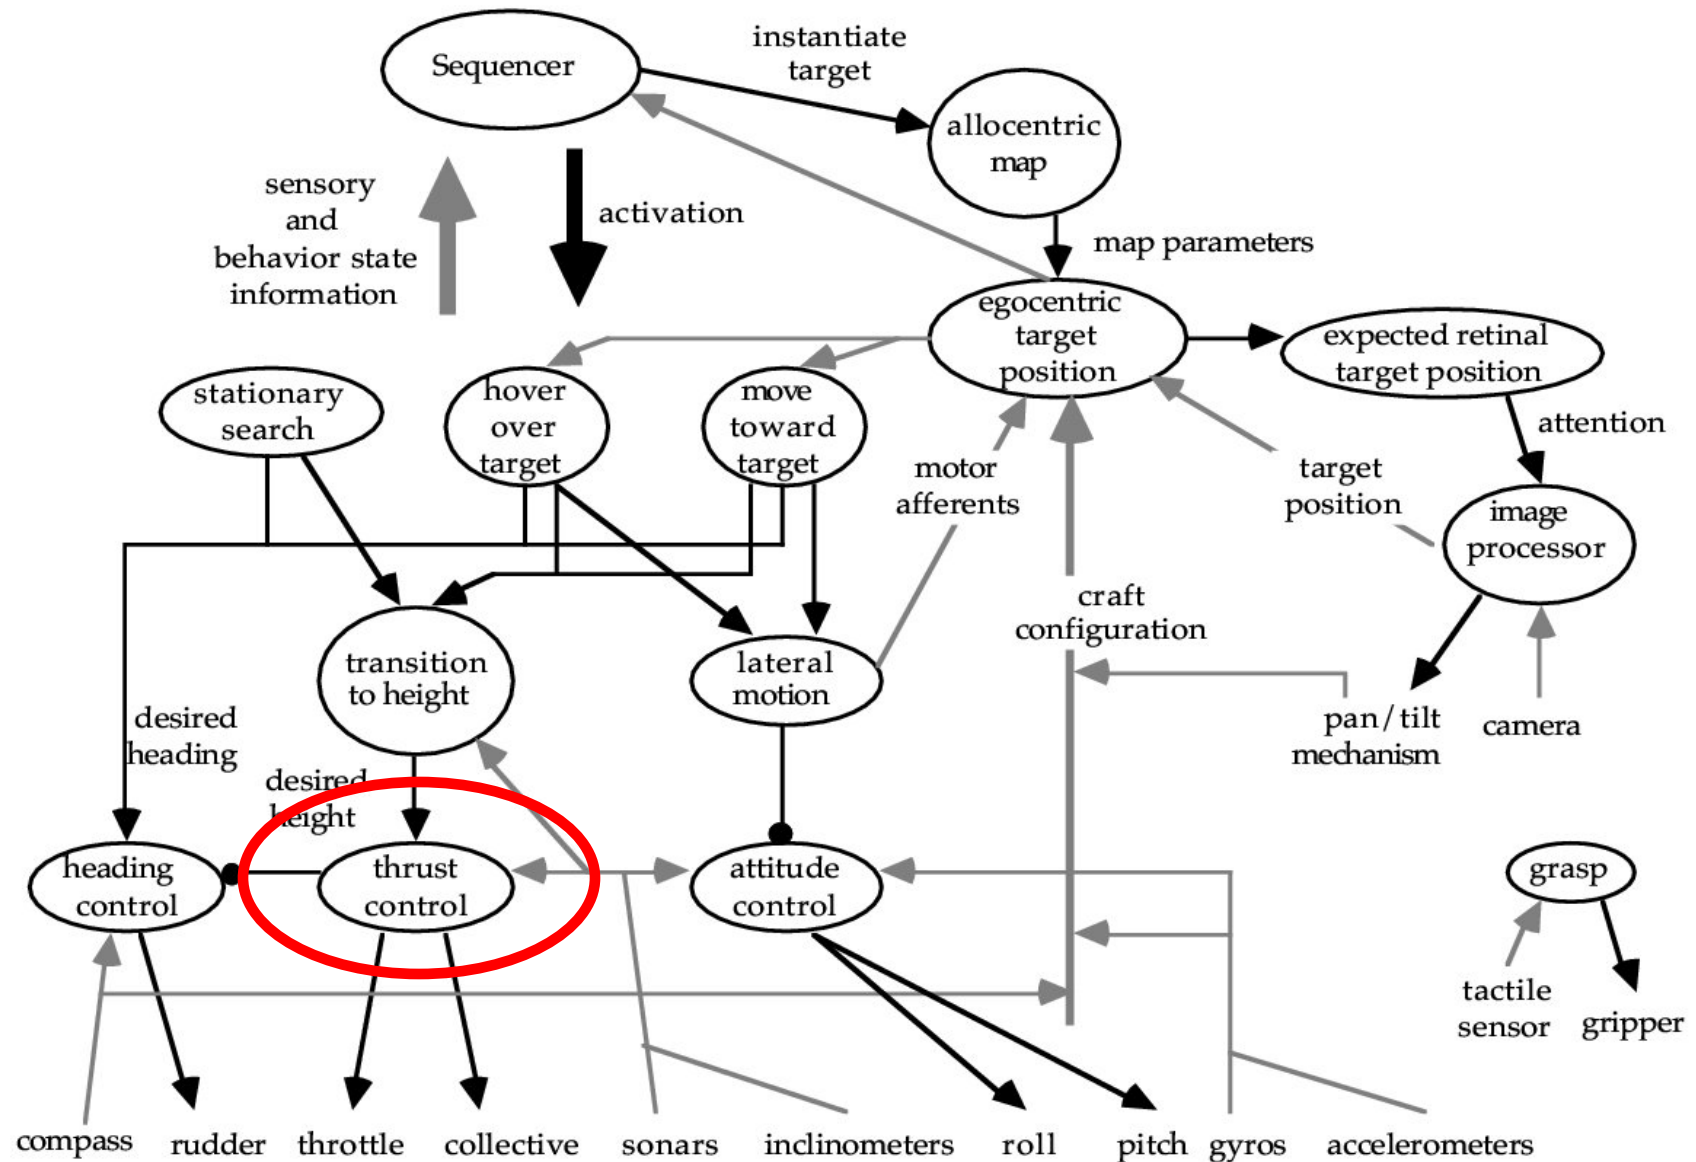 Sequencer
instantiate
target
allocentric
map
sensory
and
behavior state
information
activation
map parameters
egocentric
target
position
expected retinal
target position
stationary
search
hover
over
target
move
toward
target
attention
motor
afferents
target
position
image
processor
craft
configuration
transition
to height
lateral
motion
desired
heading
pan/tilt
mechanism
camera
desired
height
heading
control
thrust
control
attitude
control
grasp
tactile
sensor
gripper
compass
rudder
throttle
collective
sonars
inclinometers
roll
pitch
gyros
accelerometers